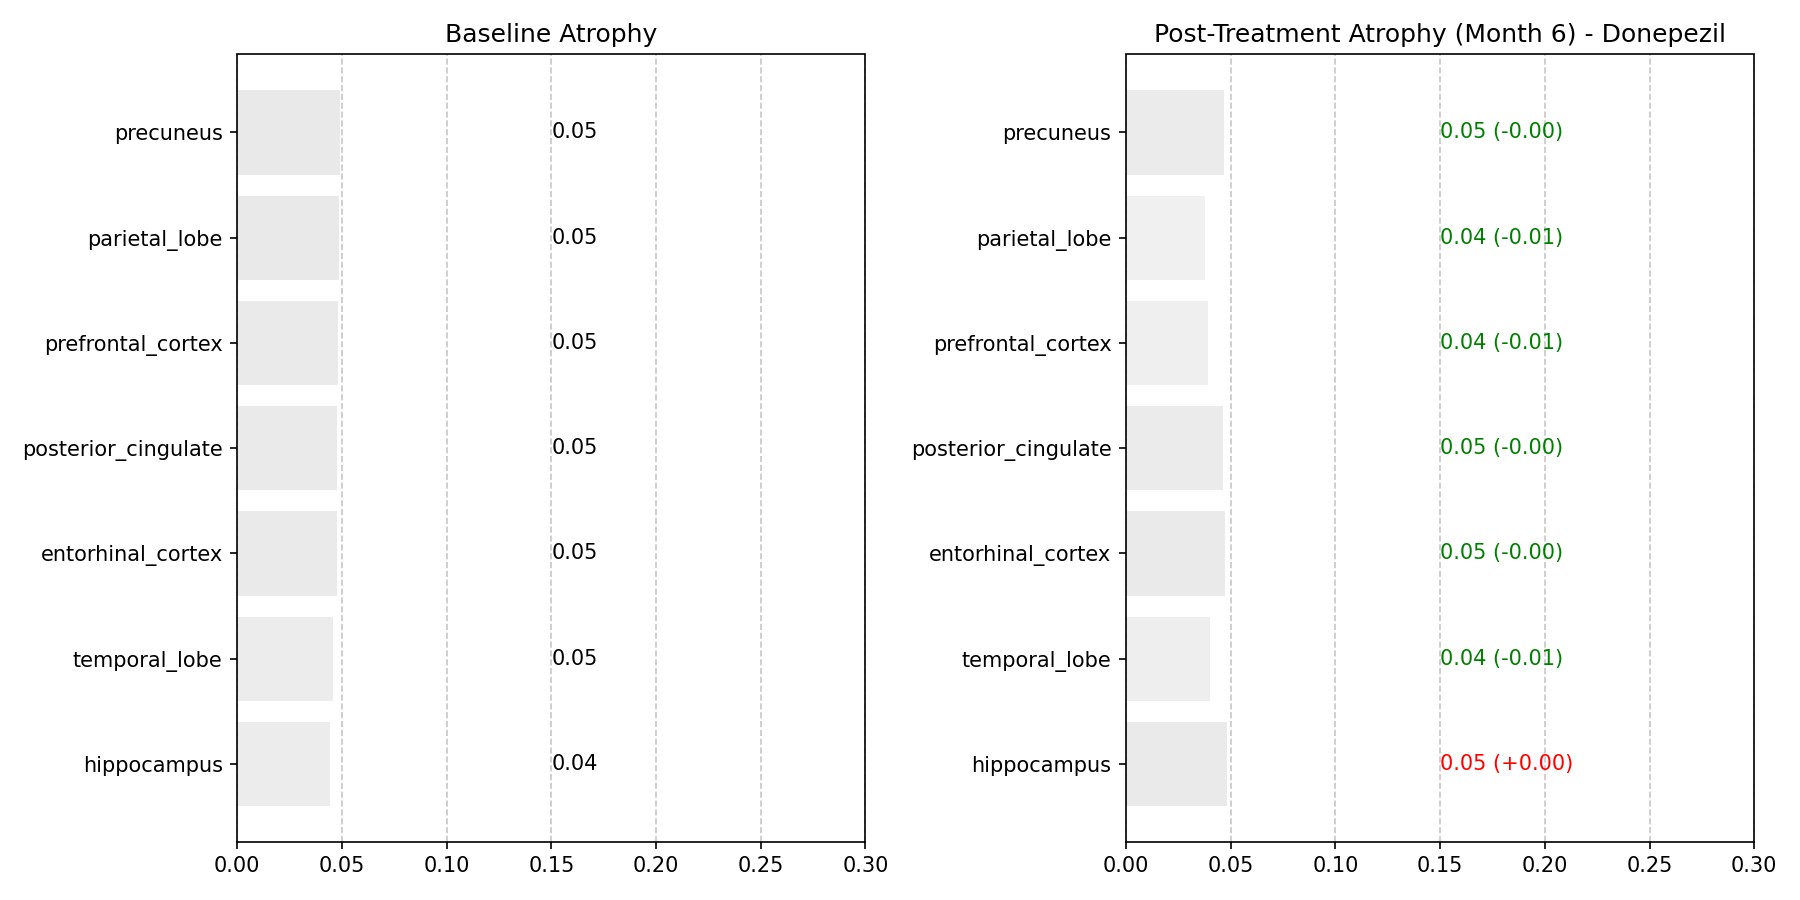 Baseline Atrophy
precuneus 0.05
parietal_lobe 0.05
prefrontal_cortex 0.05
posterior_cingulate 0.05
entorhinal_cortex 0.05
temporal_lobe 0.05
hippocampus 0.04
0.00 0.05 0.10 0.15 0.20 0.25 0.30
Post-Treatment Atrophy (Month 6) - Donepezil
precuneus 0.05 (-0.00)
parietal_lobe 0.04 (-0.01)
prefrontal_cortex 0.04 (-0.01)
posterior_cingulate 0.05 (-0.00)
entorhinal_cortex 0.05 (-0.00)
temporal_lobe 0.04 (-0.01)
hippocampus 0.05 (+0.00)
0.00 0.05 0.10 0.15 0.20 0.25 0.30